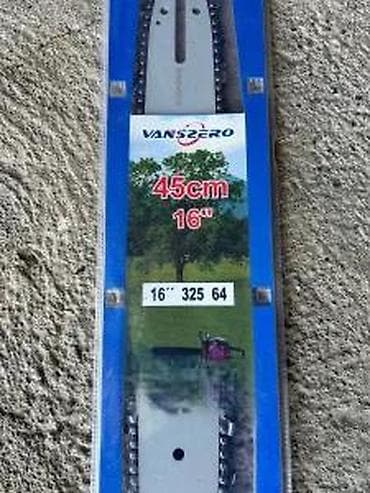 VANSZERO
45cm
16"
16´´ 325 64